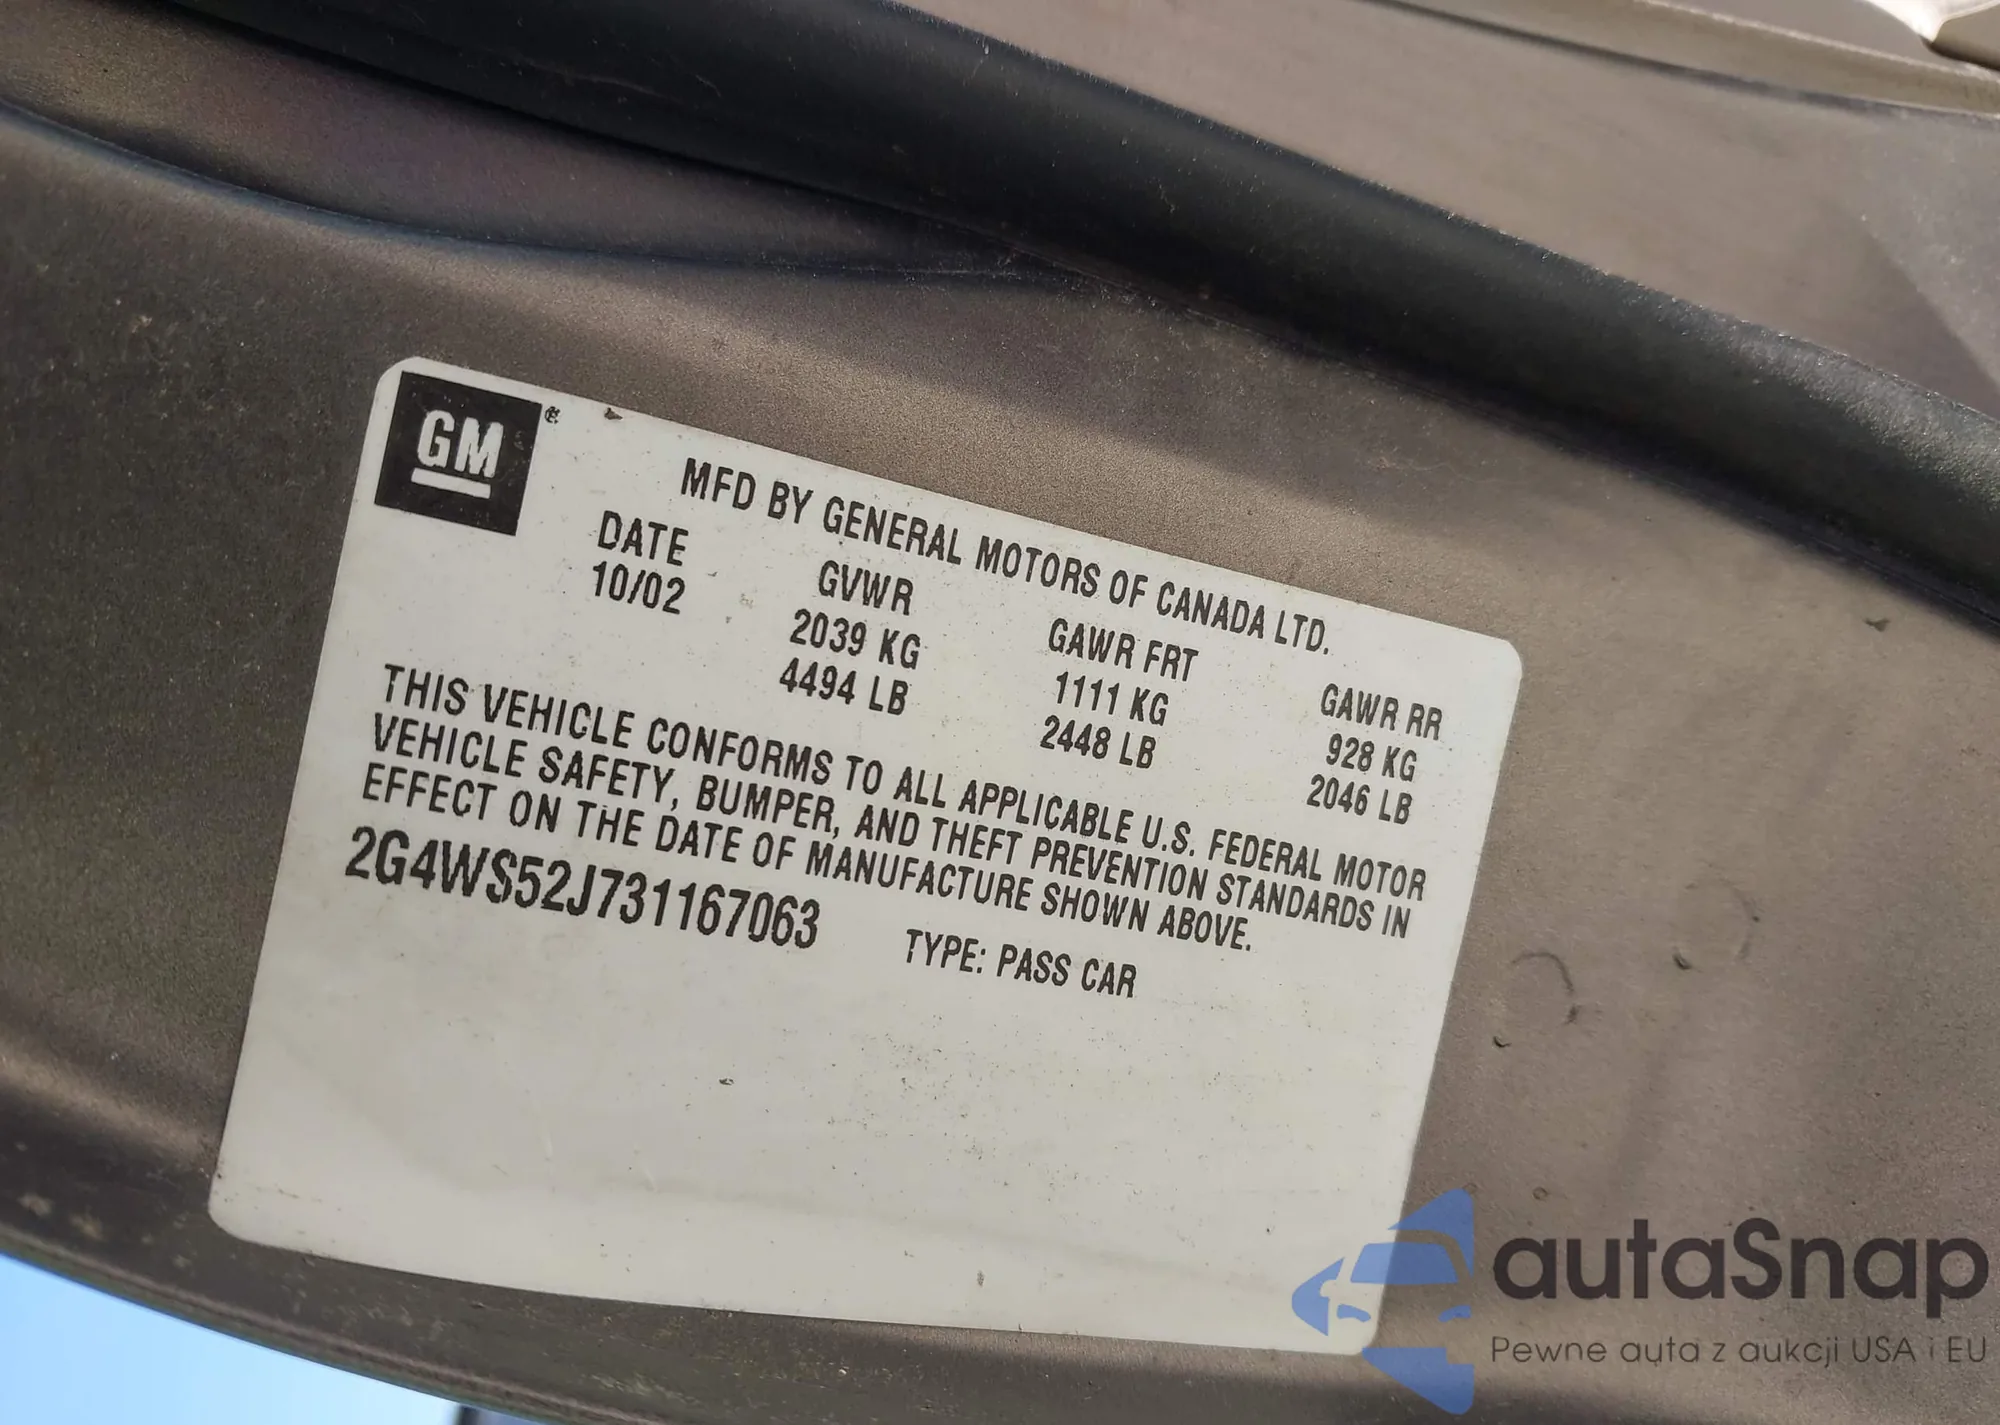 GM
MFD BY GENERAL MOTORS OF CANADA LTD.
DATE GVWR GAWR FRT GAWR RR
10/02 2039 KG 1111 KG 928 KG
4494 LB 2448 LB 2046 LB
THIS VEHICLE CONFORMS TO ALL APPLICABLE U.S. FEDERAL MOTOR
VEHICLE SAFETY, BUMPER, AND THEFT PREVENTION STANDARDS IN
EFFECT ON THE DATE OF MANUFACTURE SHOWN ABOVE.
2G4WS52J731167063 TYPE: PASS CAR
autaSnap
Pewne auta z aukcji USA i EU